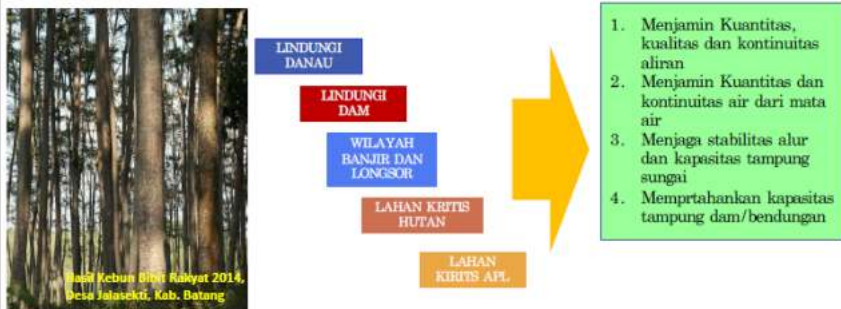 Hasil Kebun Bibit Rakyat 2014,
Desa Jalasekti, Kab. Batang
LINDUNGI
DANAU
LINDUNGI
DAM
WILAYAH
BANJIR DAN
LONGSOR
LAHAN KRITIS
HUTAN
LAHAN
KIRITS APL
1. Menjamin Kuantitas,
kualitas dan kontinuitas
aliran
2. Menjamin Kuantitas dan
kontinuitas air dari mata
air
3. Menjaga stabilitas alur
dan kapasitas tampung
sungai
4. Memprtahankan kapasitas
tampung dam/bendungan